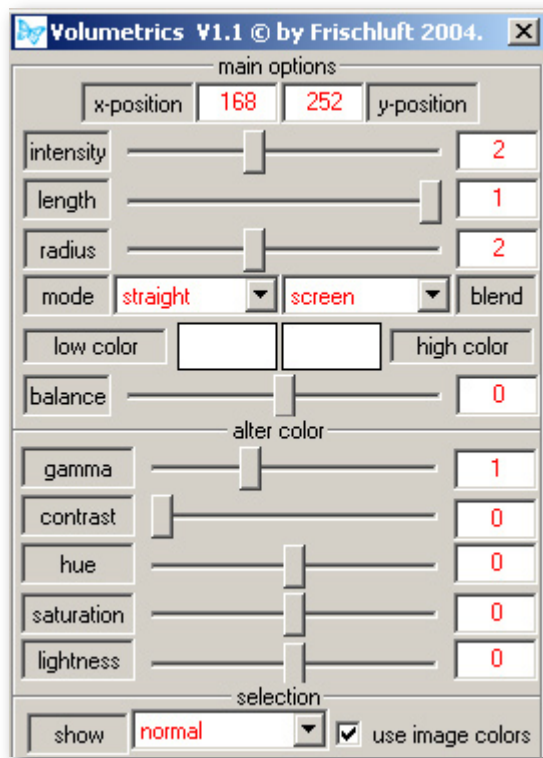 Volumetrics V1.1 © by Frischluft 2004.
main options
x-position 168 252 y-position
intensity 2
length 1
radius 2
mode straight screen blend
low color high color
balance 0
alter color
gamma 1
contrast 0
hue 0
saturation 0
lightness 0
selection
show normal use image colors